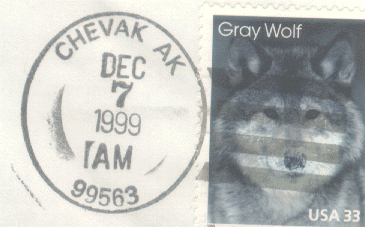 CHEVAK AK
DEC
7
1999
AM
99563
Gray Wolf
USA 33